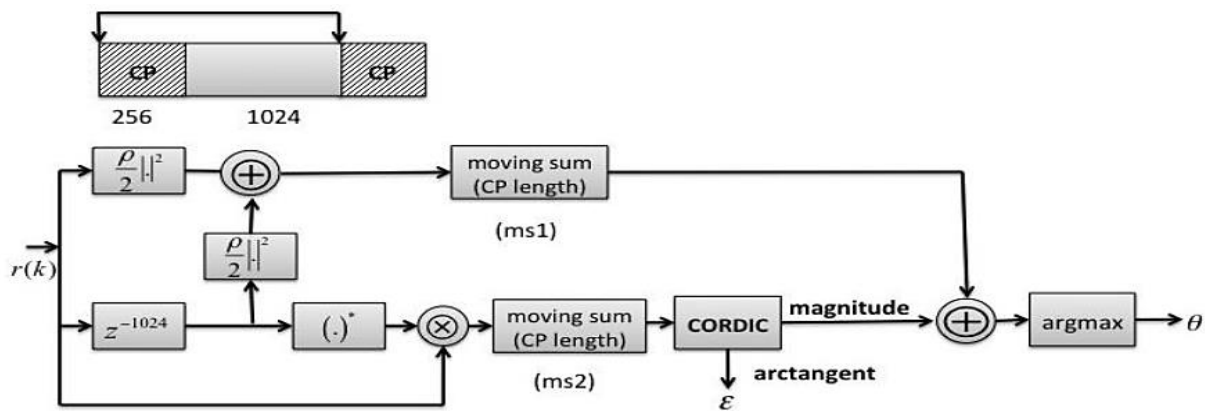 CP CP
256 1024
ρ/2 |.|² + moving sum
(CP length)
(ms1)
ρ/2 |.|²
r(k)
z⁻¹⁰²⁴ (.)* × moving sum
(CP length)
(ms2)
CORDIC
magnitude
arctangent
ε
+ argmax θ